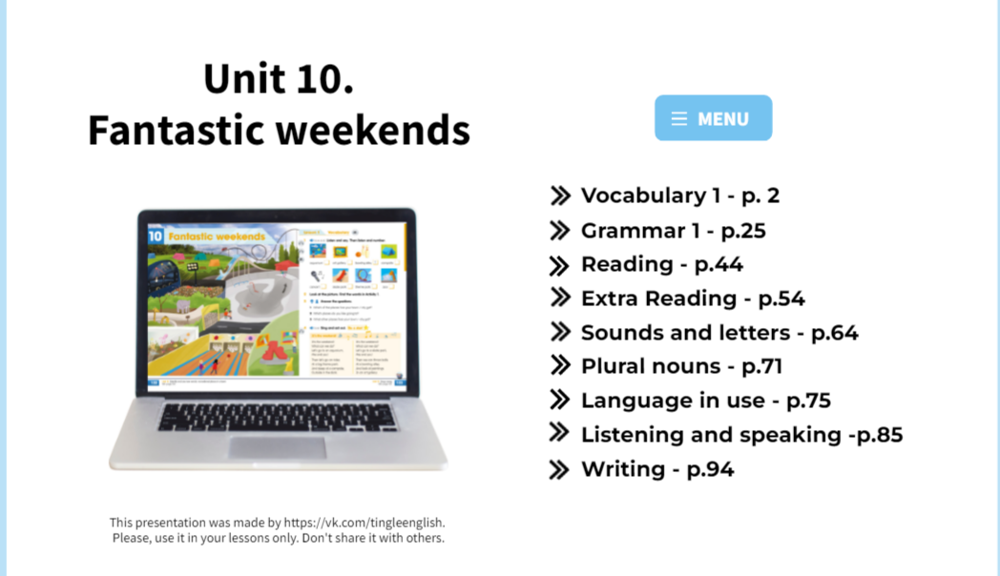 Unit 10.
Fantastic weekends
10 Fantastic weekends
This presentation was made by https://vk.com/tingleenglish.
Please, use it in your lessons only. Don't share it with others.
☰ MENU
Vocabulary 1 - p. 2
Grammar 1 - p.25
Reading - p.44
Extra Reading - p.54
Sounds and letters - p.64
Plural nouns - p.71
Language in use - p.75
Listening and speaking -p.85
Writing - p.94